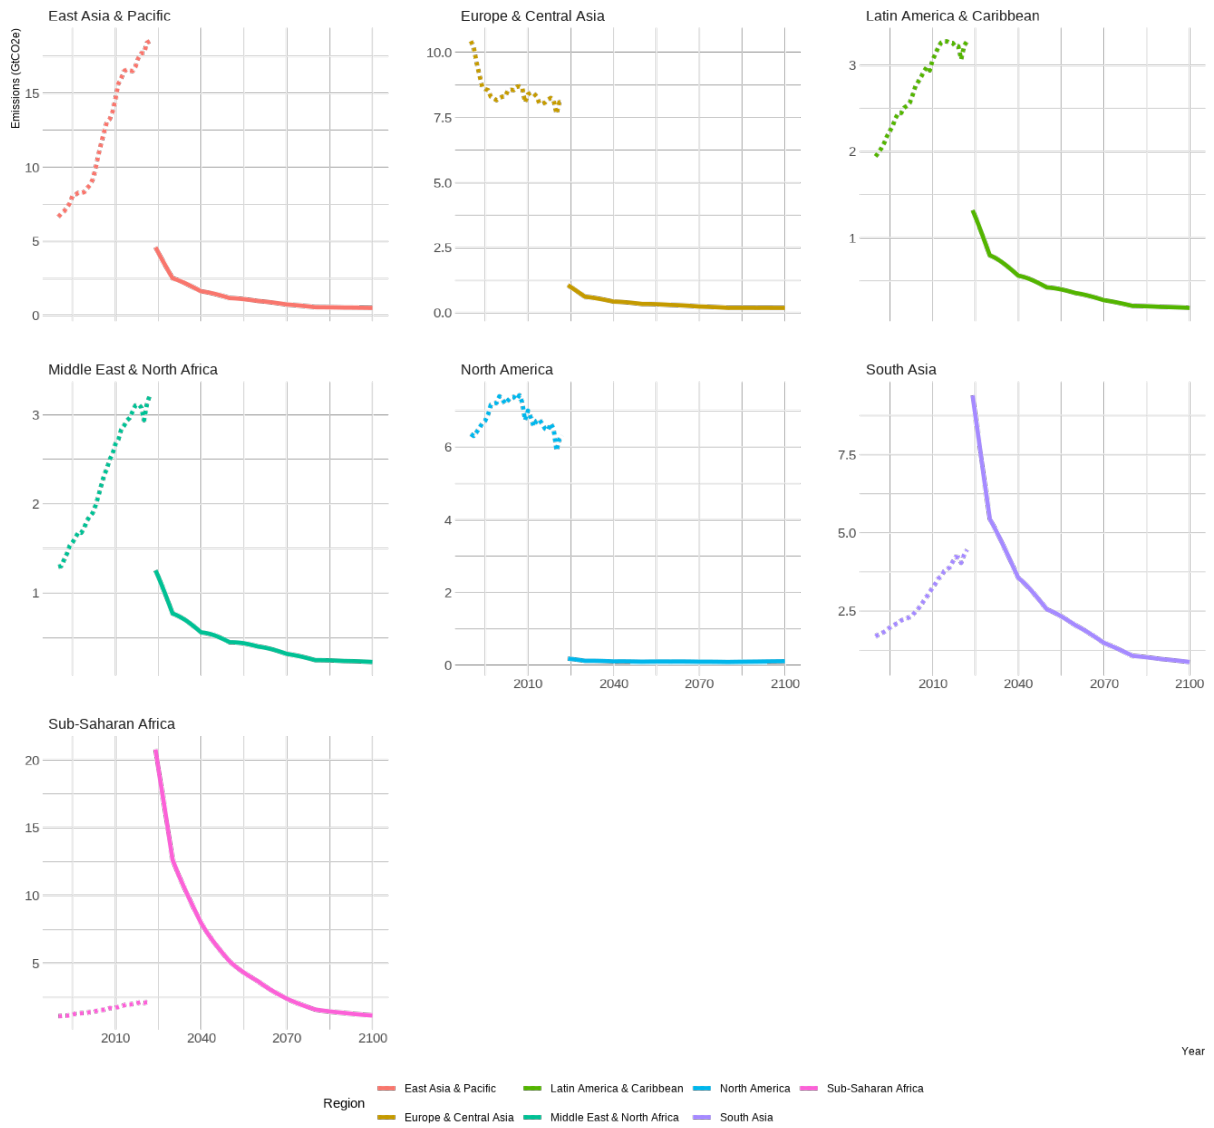 East Asia & Pacific
Europe & Central Asia
Latin America & Caribbean
Emissions (GtCO2e)
15
10
5
0
10.0
7.5
5.0
2.5
0.0
3
2
1
Middle East & North Africa
North America
South Asia
3
2
1
6
4
2
0
2010 2040 2070 2100
7.5
5.0
2.5
2010 2040 2070 2100
Sub-Saharan Africa
20
15
10
5
2010 2040 2070 2100
Year
Region
East Asia & Pacific
Latin America & Caribbean
North America
Sub-Saharan Africa
Europe & Central Asia
Middle East & North Africa
South Asia